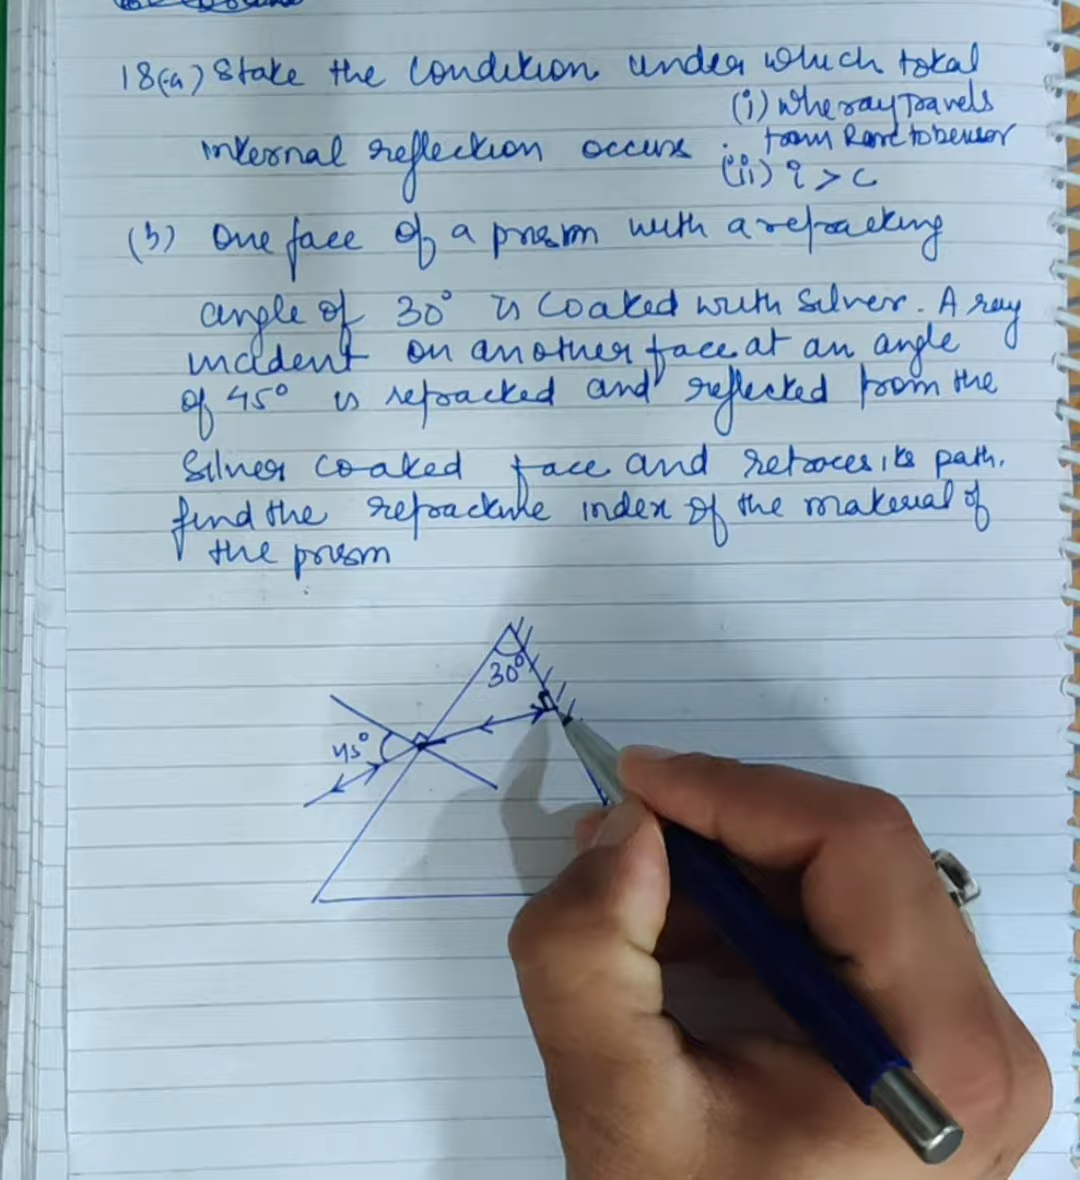 18(a) State the condition under which total
(i) whe ray Travels
internal reflection occurs . from Rare to Denser
(ii) i > c
(b) One face of a prism with a refracting
angle of 30° is Coated with Silver. A ray
incident on another face at an angle
of 45° is refracted and reflected from the
Silver coated face and retraces its path.
find the refractive index of the material of
the prism
30°
45°